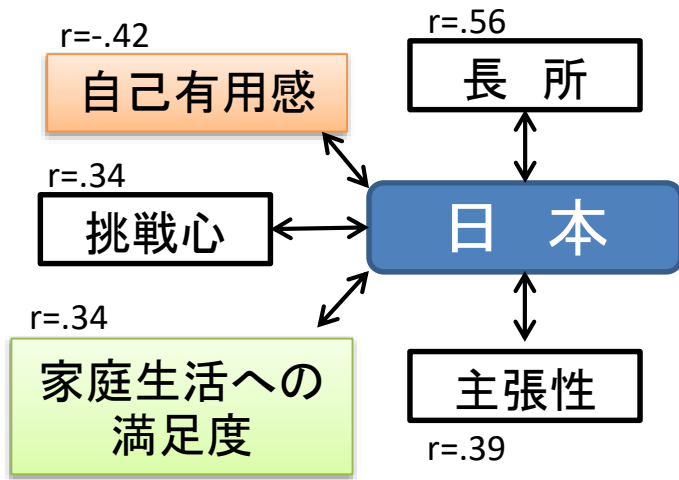 r=-.42
自己有用感
r=.56
長 所
r=.34
挑戦心
日 本
r=.34
家庭生活への
満足度
主張性
r=.39